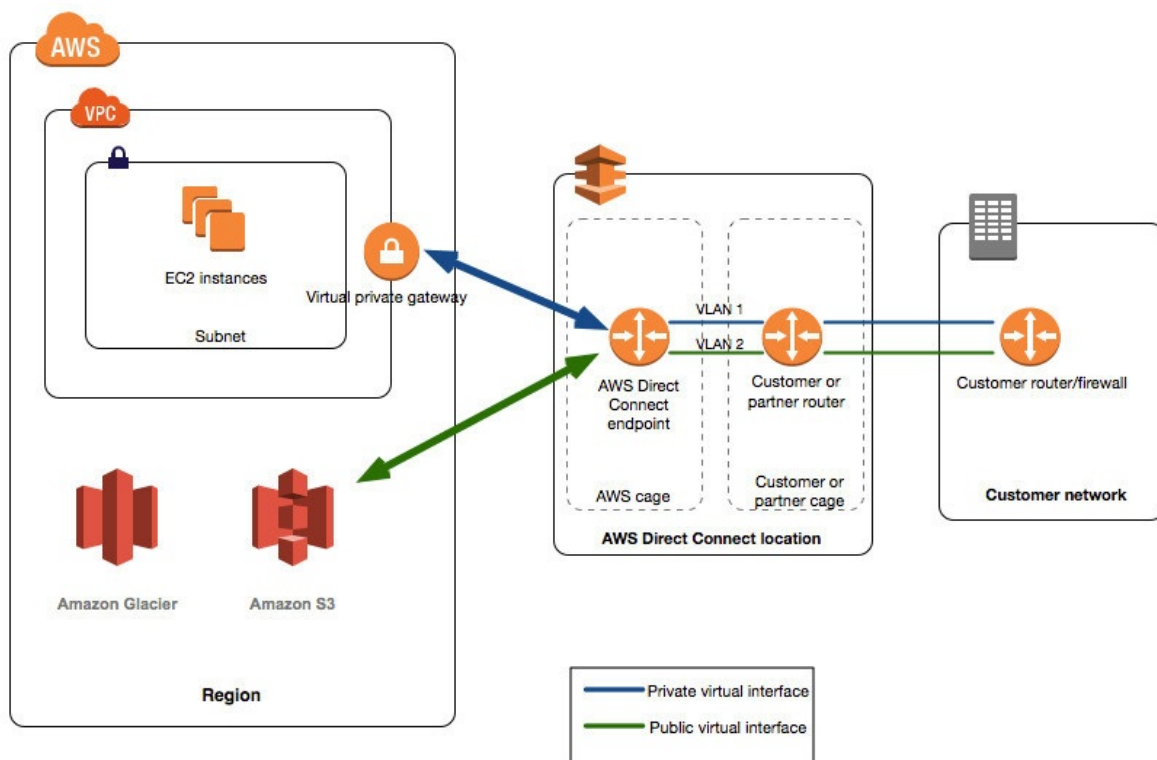 AWS
VPC
EC2 instances
Virtual private gateway
Subnet
VLAN 1
VLAN 2
AWS Direct
Connect
endpoint
Customer or
partner router
Customer router/firewall
AWS cage
Customer or
partner cage
Customer network
AWS Direct Connect location
Amazon Glacier
Amazon S3
Region
Private virtual interface
Public virtual interface